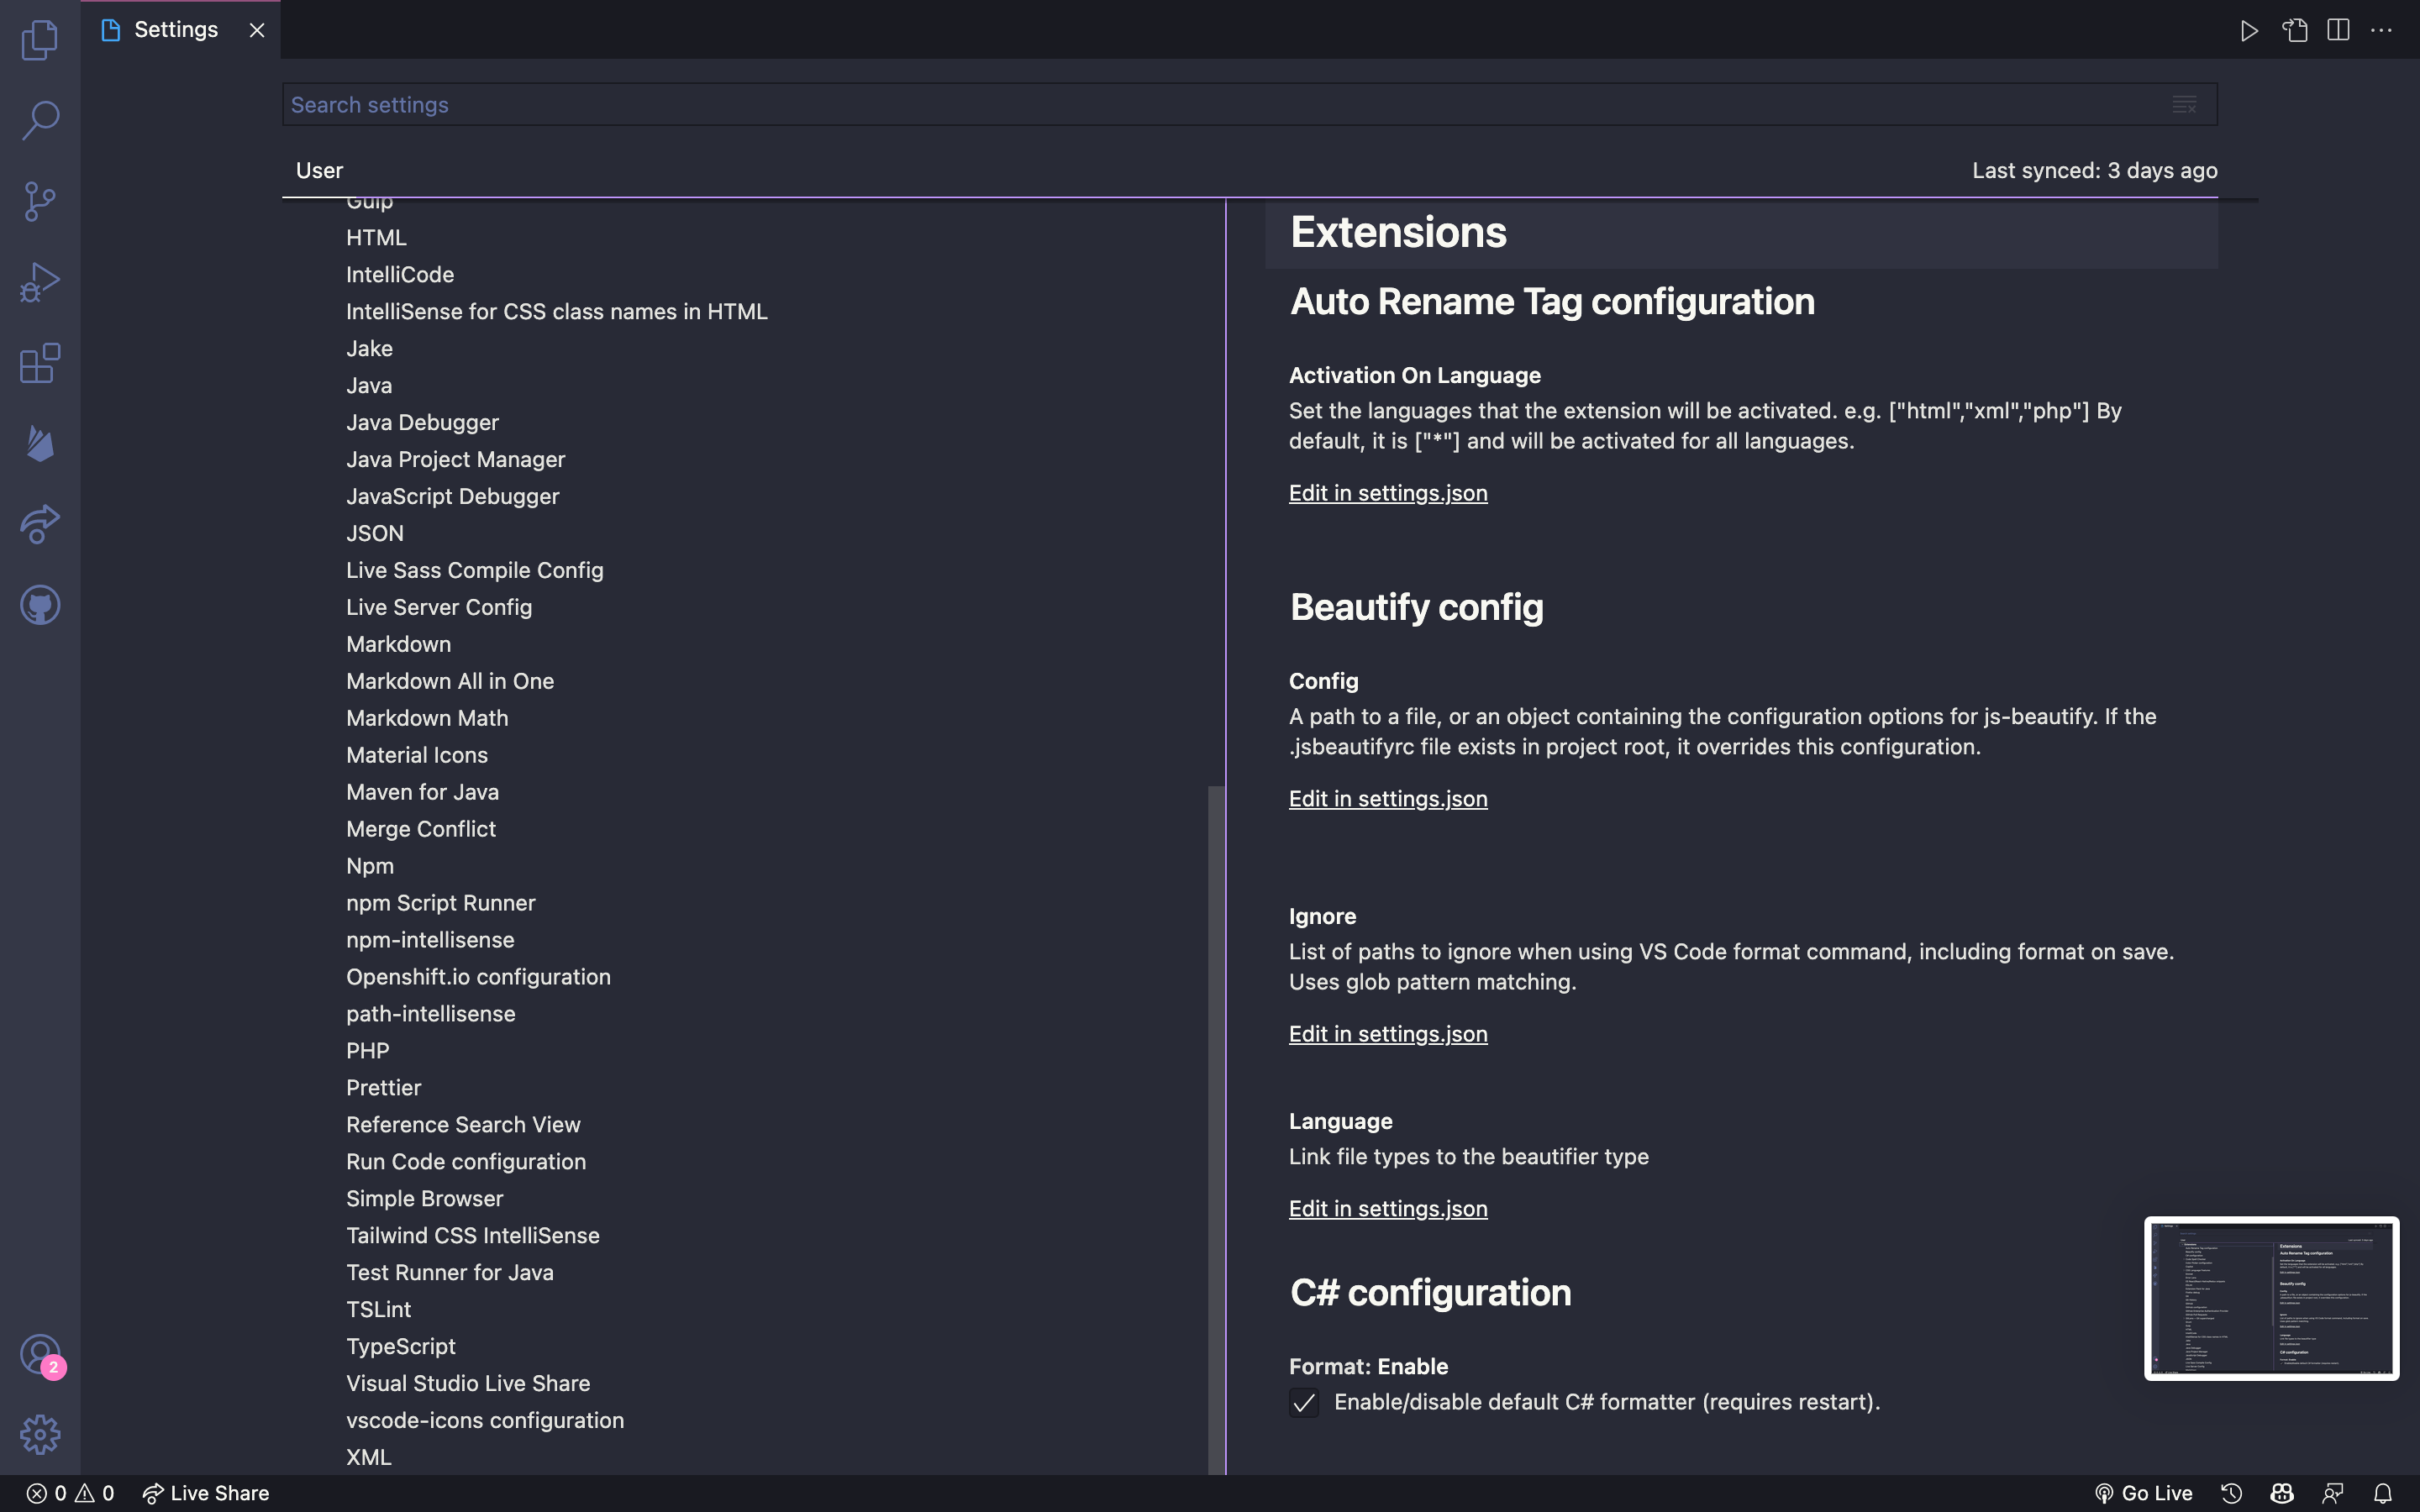 Settings
Search settings
User
Last synced: 3 days ago
Gulp
HTML
IntelliCode
IntelliSense for CSS class names in HTML
Jake
Java
Java Debugger
Java Project Manager
JavaScript Debugger
JSON
Live Sass Compile Config
Live Server Config
Markdown
Markdown All in One
Markdown Math
Material Icons
Maven for Java
Merge Conflict
Npm
npm Script Runner
npm-intellisense
Openshift.io configuration
path-intellisense
PHP
Prettier
Reference Search View
Run Code configuration
Simple Browser
Tailwind CSS IntelliSense
Test Runner for Java
TSLint
TypeScript
Visual Studio Live Share
vscode-icons configuration
XML
Extensions
Auto Rename Tag configuration
Activation On Language
Set the languages that the extension will be activated. e.g. ["html","xml","php"] By
default, it is ["*"] and will be activated for all languages.
Edit in settings.json
Beautify config
Config
A path to a file, or an object containing the configuration options for js-beautify. If the
.jsbeautifyrc file exists in project root, it overrides this configuration.
Edit in settings.json
Ignore
List of paths to ignore when using VS Code format command, including format on save.
Uses glob pattern matching.
Edit in settings.json
Language
Link file types to the beautifier type
Edit in settings.json
C# configuration
Format: Enable
Enable/disable default C# formatter (requires restart).
2
0 0 Live Share
Go Live